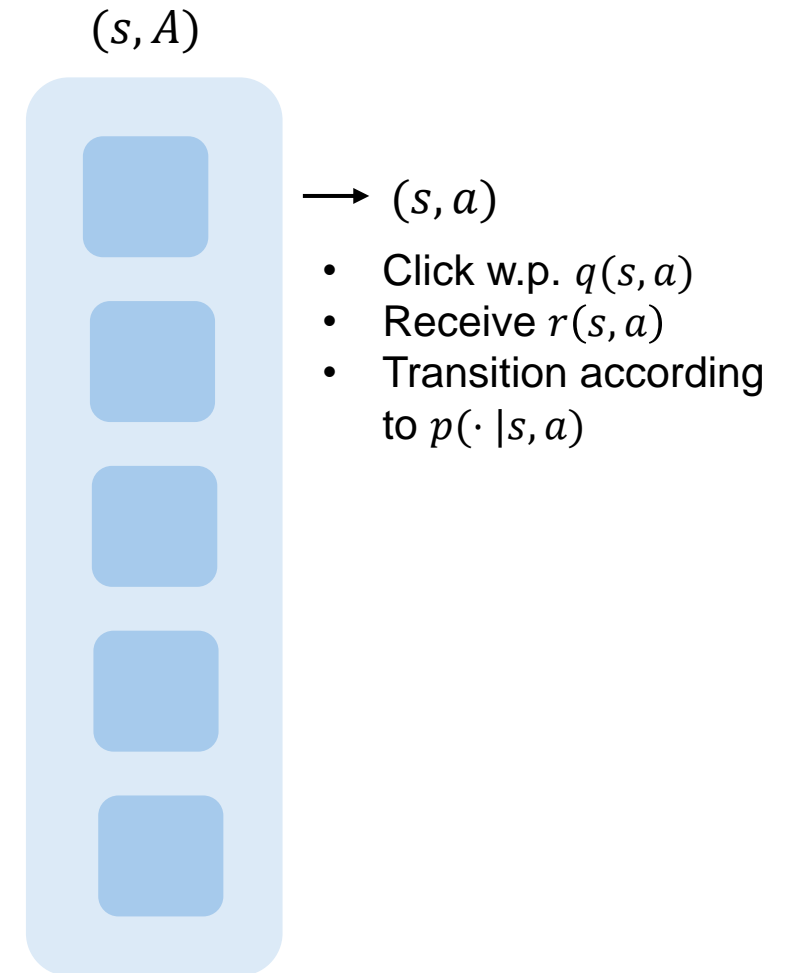 (s, A)
(s, a)
• Click w.p. q(s, a)
• Receive r(s, a)
• Transition according
to p(· |s, a)